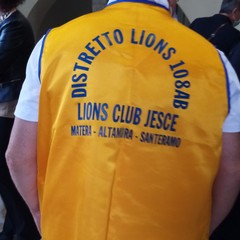 DISTRETTO LIONS 108AB
LIONS CLUB JESCE
MATERA - ALTAMURA - SANTERAMO